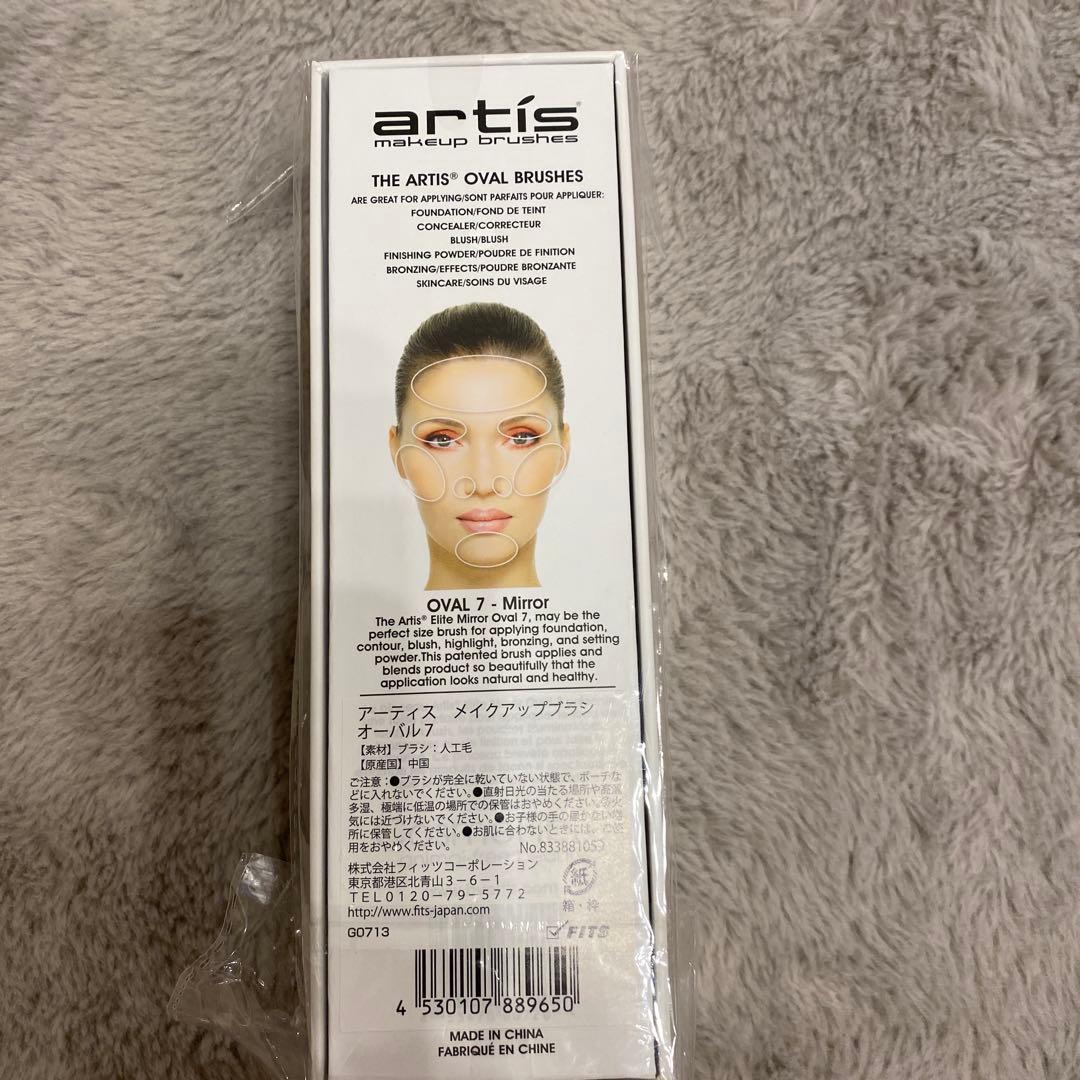 artis®
makeup brushes
THE ARTIS® OVAL BRUSHES
ARE GREAT FOR APPLYING/SONT PARFAITS POUR APPLIQUER:
FOUNDATION/FOND DE TEINT
CONCEALER/CORRECTEUR
BLUSH/BLUSH
FINISHING POWDER/POUDRE DE FINITION
BRONZING/EFFECTS/POUDRE BRONZANTE
SKINCARE/SOINS DU VISAGE
OVAL 7 - Mirror
The Artis® Elite Mirror Oval 7, may be the
perfect size brush for applying foundation,
contour, blush, highlight, bronzing, and setting
powder.This patented brush applies and
blends product so beautifully that the
application looks natural and healthy.
アーティス　メイクアップブラシ
オーバル7
【素材】ブラシ：人工毛
【原産国】中国
ご注意：●ブラシが完全に乾いていない状態で、ポーチな
どに入れないでください。●直射日光の当たる場所や高温
多湿、極端に低温の場所での保管はおやめください。●火
気には近づけないでください。●お子様の手の届かない場
所に保管してください。●お肌に合わないときには、ご使
用をおやめください。
No.833881059
株式会社フィッツコーポレーション
東京都港区北青山3－6－1
TEL0120－79－5772
http://www.fits-japan.com
紙
箱・枠
G0713
FITS
4 530107 889650
MADE IN CHINA
FABRIQUÉ EN CHINE